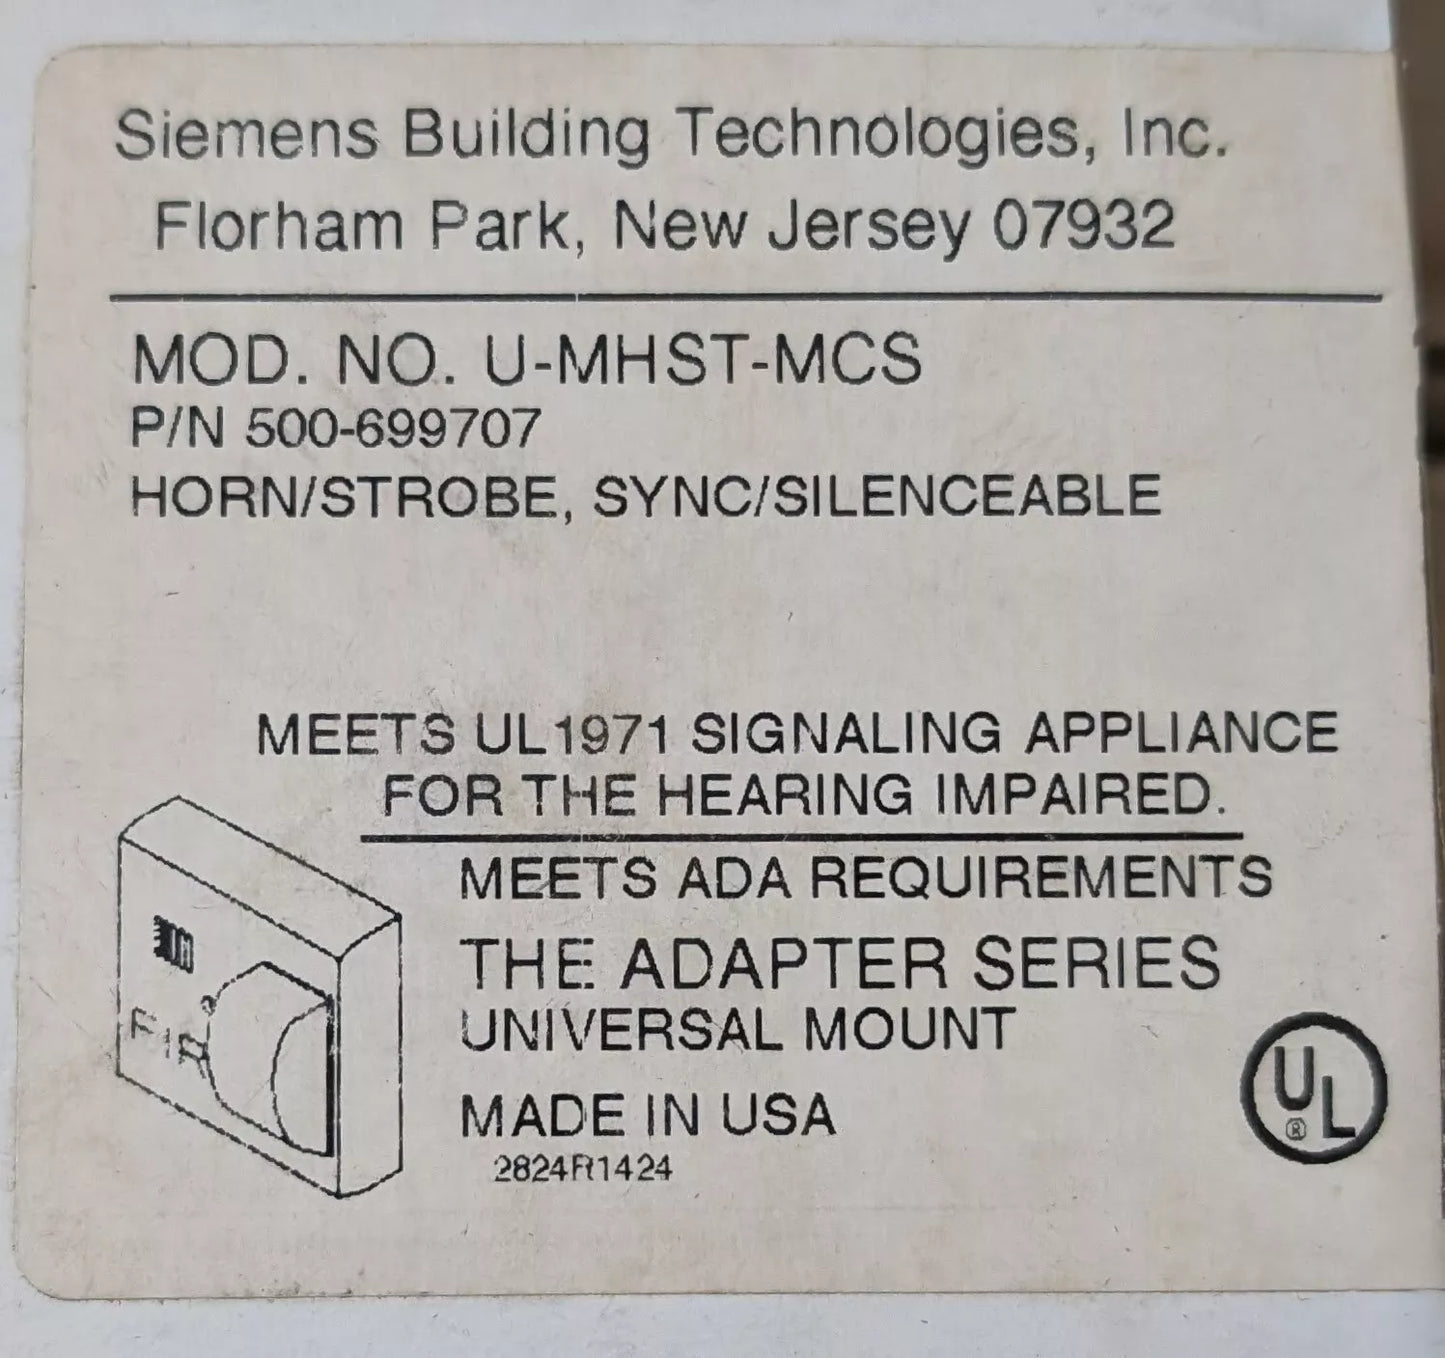 Siemens Building Technologies, Inc.
Florham Park, New Jersey 07932
MOD. NO. U-MHST-MCS
P/N 500-699707
HORN/STROBE, SYNC/SILENCEABLE
MEETS UL1971 SIGNALING APPLIANCE
FOR THE HEARING IMPAIRED.
MEETS ADA REQUIREMENTS
THE ADAPTER SERIES
UNIVERSAL MOUNT
MADE IN USA
2824R1424
UL
®